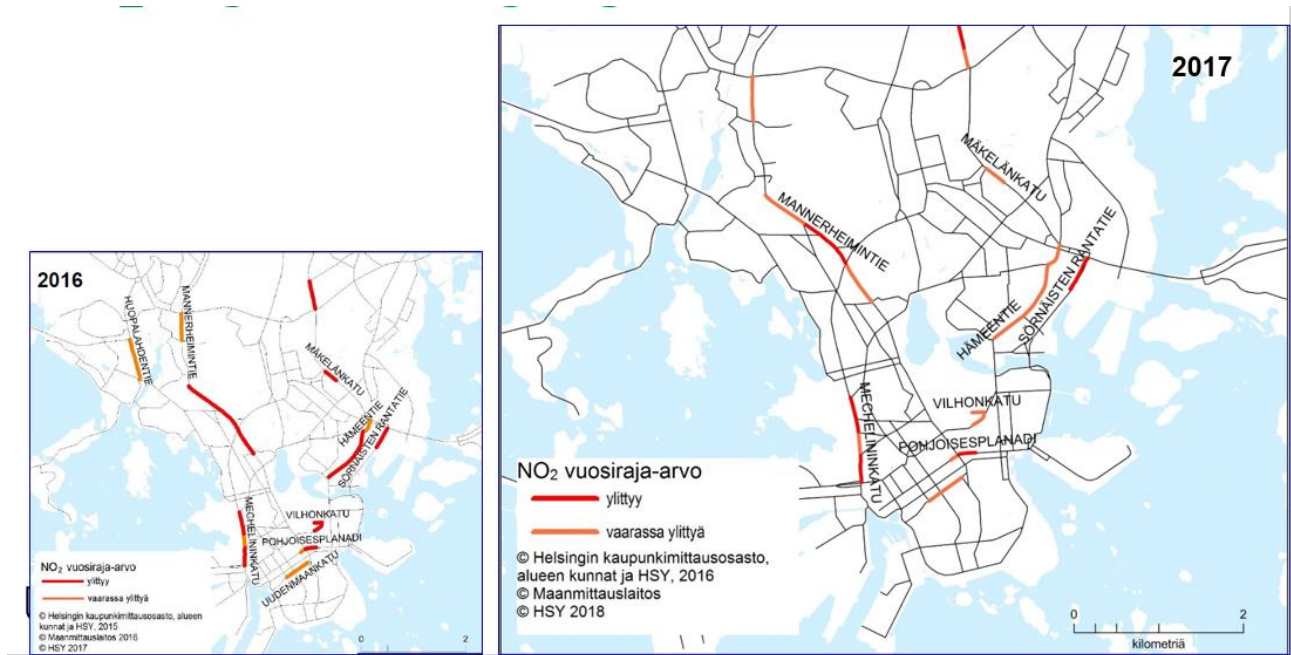 2016
HUOPALAHDENTIE
MANNERHEIMINTIE
MÄKELÄNKATU
HÄMEENTIE
SÖRNÄISTEN RANTATIE
MECHELININKATU
VILHONKATU
POHJOISESPLANADI
UUDENMAANKATU
NO₂ vuosiraja-arvo
ylittyy
vaarassa ylittyä
© Helsingin kaupunkimittausosasto, alueen
kunnat ja HSY, 2015
© Maanmittauslaitos 2016
© HSY 2017
0 2
2017
MÄKELÄNKATU
MANNERHEIMINTIE
SÖRNÄISTEN RANTATIE
HÄMEENTIE
MECHELININKATU
VILHONKATU
POHJOISESPLANADI
NO₂ vuosiraja-arvo
ylittyy
vaarassa ylittyä
© Helsingin kaupunkimittausosasto,
alueen kunnat ja HSY, 2016
© Maanmittauslaitos
© HSY 2018
0 2
kilometriä